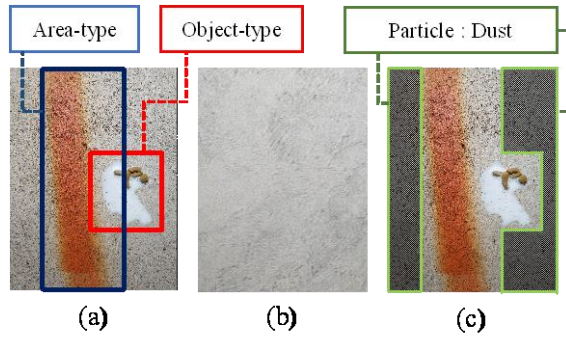 Area-type
Object-type
Particle : Dust
(a)
(b)
(c)